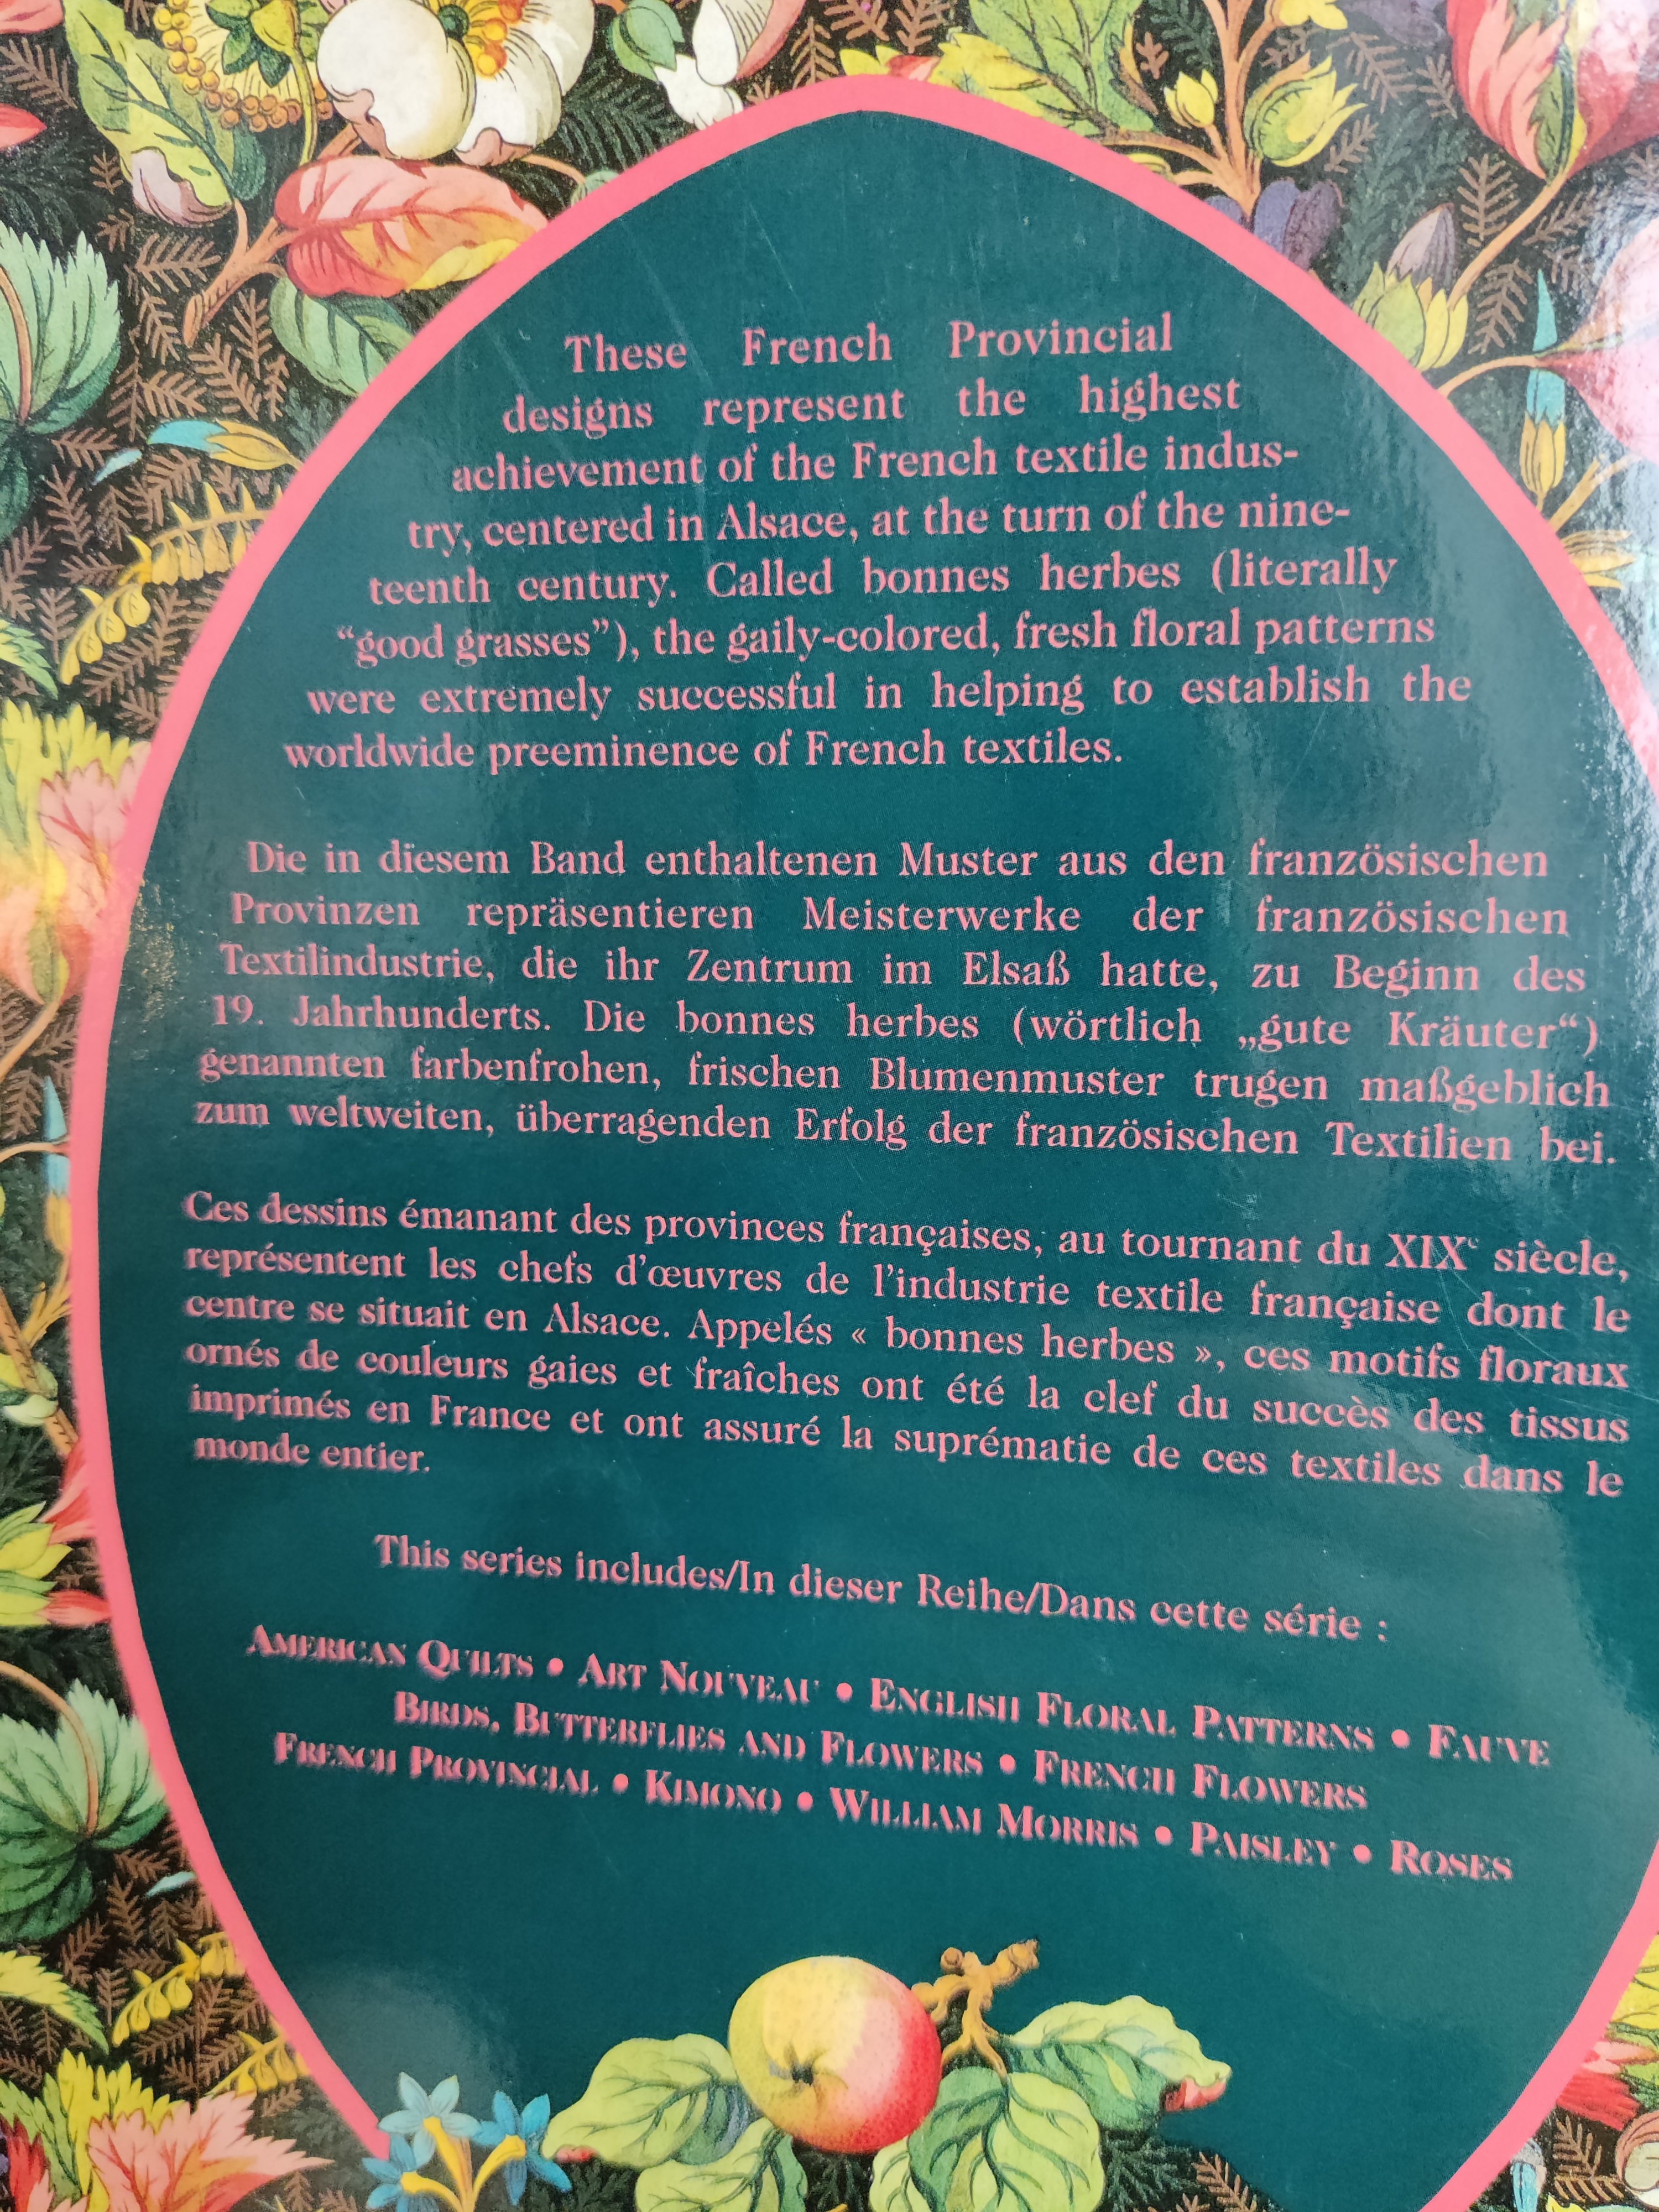 These French Provincial
designs represent the highest
achievement of the French textile indus-
try, centered in Alsace, at the turn of the nine-
teenth century. Called bonnes herbes (literally
“good grasses”), the gaily-colored, fresh floral patterns
were extremely successful in helping to establish the
worldwide preeminence of French textiles.
Die in diesem Band enthaltenen Muster aus den französischen
Provinzen repräsentieren Meisterwerke der französischen
Textilindustrie, die ihr Zentrum im Elsaß hatte, zu Beginn des
19. Jahrhunderts. Die bonnes herbes (wörtlich „gute Kräuter“)
genannten farbenfrohen, frischen Blumenmuster trugen maßgeblich
zum weltweiten, überragenden Erfolg der französischen Textilien bei.
Ces dessins émanant des provinces françaises, au tournant du XIXe siècle,
représentent les chefs d'œuvres de l'industrie textile française dont le
centre se situait en Alsace. Appelés « bonnes herbes », ces motifs floraux
ornés de couleurs gaies et fraîches ont été la clef du succès des tissus
imprimés en France et ont assuré la suprématie de ces textiles dans le
monde entier.
This series includes/In dieser Reihe/Dans cette série :
AMERICAN QUILTS • ART NOUVEAU • ENGLISH FLORAL PATTERNS • FAUVE
BIRDS, BUTTERFLIES AND FLOWERS • FRENCH FLOWERS
FRENCH PROVINCIAL • KIMONO • WILLIAM MORRIS • PAISLEY • ROSES